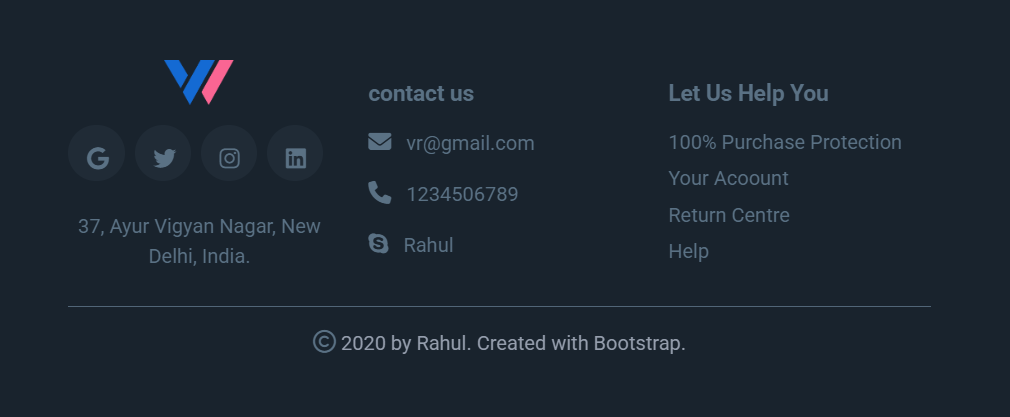 37, Ayur Vigyan Nagar, New
Delhi, India.
contact us
vr@gmail.com
1234506789
Rahul
Let Us Help You
100% Purchase Protection
Your Acoount
Return Centre
Help
© 2020 by Rahul. Created with Bootstrap.